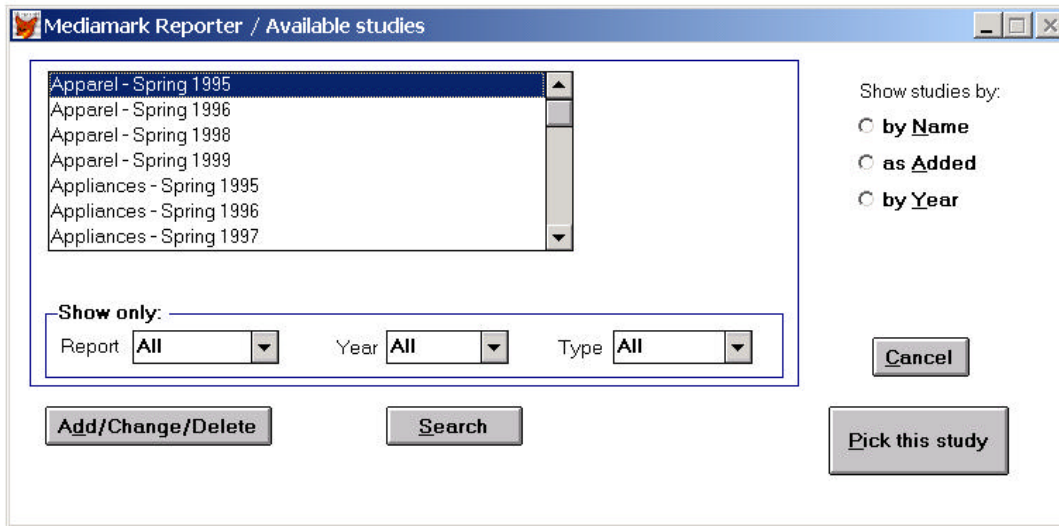 Mediamark Reporter / Available studies
Apparel - Spring 1995
Apparel - Spring 1996
Apparel - Spring 1998
Apparel - Spring 1999
Appliances - Spring 1995
Appliances - Spring 1996
Appliances - Spring 1997
Show studies by:
by Name
as Added
by Year
Show only:
Report All Year All Type All
Cancel
Add/Change/Delete Search
Pick this study